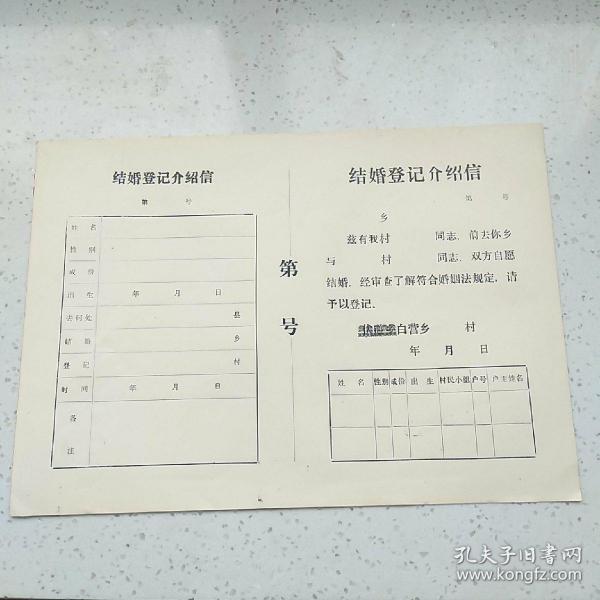 结婚登记介绍信
第 号
姓名
性别
成份
出生 年 月 日
去何处 县
结婚 乡
登记 村
时间 年 月 日
备
注
第
号
结婚登记介绍信
第 号
乡
兹有我村 同志，前去你乡
与 村 同志，双方自愿
结婚，经审查了解符合婚姻法规定，请
予以登记。
白营乡 村
年 月 日
姓名 性别 成份 出生 村民小组 户号 户主姓名
孔夫子旧书网
www.kongfz.com